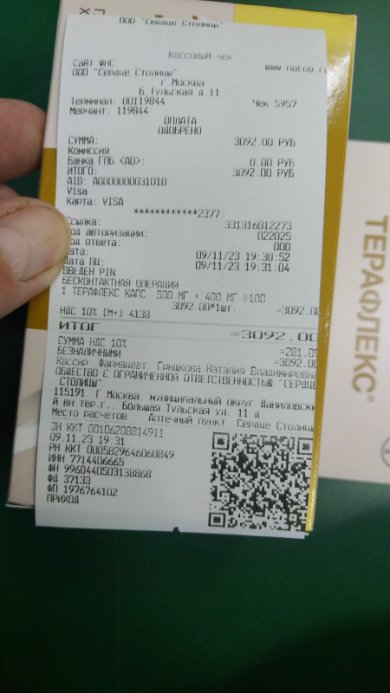 ООО "Сердце Столицы"
Кассовый чек
Сайт ФНС www.nalog.r
ООО "Сердце Столицы"
г.Москва
Б.Тульская д.11
Терминал: 00119844 Чек 5957
Мерчант: 119844
ОПЛАТА
ОДОБРЕНО
СУММА: 3092.00 РУБ
Комиссия
Банка ГПБ <АО>: 0.00 РУБ
ИТОГО: 3092.00 РУБ
AID: A0000000031010
Visa
Карта: VISA
************2377
сылка: 331316012273
од авторизации: 022025
од ответа: 000
ата: 09/11/23 19:30:52
ата ПЦ: 09/11/23 19:31:04
ВВЕДЕН PIN
БЕСКОНТАКТНАЯ ОПЕРАЦИЯ
1 ТЕРАФЛЕКС КАПС 500 МГ + 400 МГ №100
3092.00*1шт. =3092.0
НДС 10% [М+] 4138
ИТОГ =3092.00
СУММА НДС 10% =281.09
БЕЗНАЛИЧНЫМИ =3092.00
Кассир Фармацевт. Гришкова Наталия Владимировна
ОБЩЕСТВО С ОГРАНИЧЕННОЙ ОТВЕТСТВЕННОСТЬЮ "СЕРДЦЕ
СТОЛИЦЫ"
115191 Г Москва, муниципальный округ Даниловски
й вн.тер.г., Большая Тульская ул. 11 д.
Место расчетов Аптечный пункт Сердце Столиц
ЗН ККТ 00106208814911
09.11.23 19:31
РН ККТ 0005829646060849
ИНН 7714406665
ФН 9960440503138868
ФД 37133
ФП 1976764102
ПРИХОД
ТЕРАФЛЕКС®